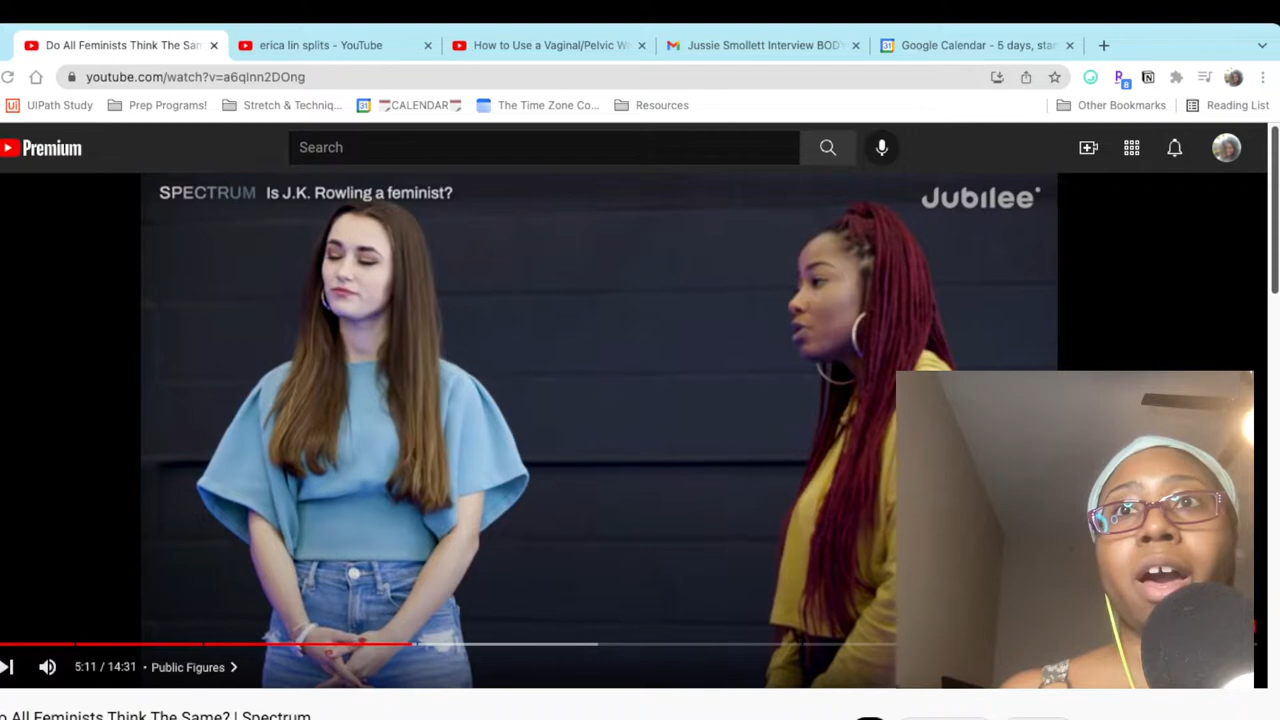 Do All Feminists Think The San
erica lin splits - YouTube
How to Use a Vaginal/Pelvic W
Jussie Smollett Interview BOD
Google Calendar - 5 days, sta
youtube.com/watch?v=a6qlnn2DOng
UiPath Study
Prep Programs!
Stretch & Techniq...
CALENDAR
The Time Zone Co...
Resources
Other Bookmarks
Reading List
Premium
Search
SPECTRUM Is J.K. Rowling a feminist?
Jubilee
5:11 / 14:31 • Public Figures
o All Feminists Think The Same? | Spectrum